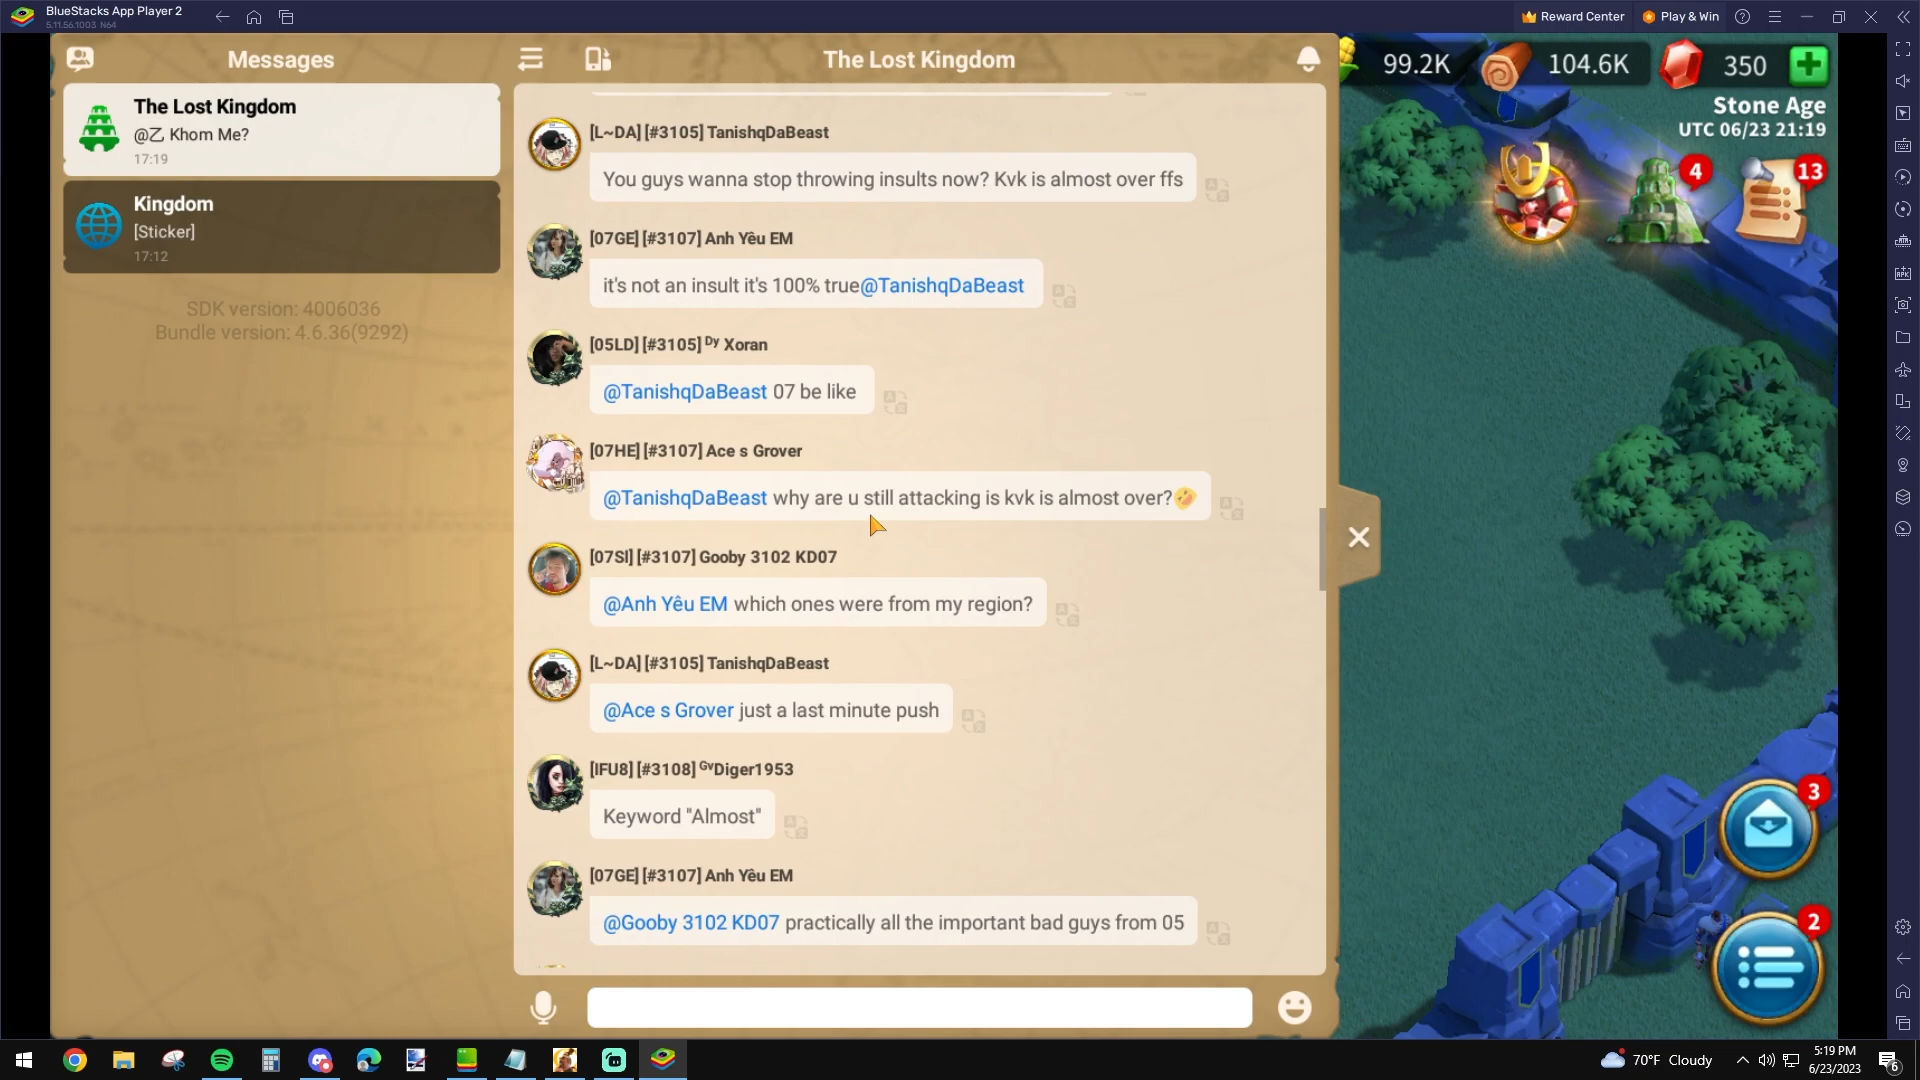 BlueStacks App Player 2
5.11.56.1003 N64
Reward Center
Play & Win
Messages
The Lost Kingdom
The Lost Kingdom
@乙 Khom Me?
17:19
Kingdom
[Sticker]
17:12
SDK version: 4006036
Bundle version: 4.6.36(9292)
[L~DA] [#3105] TanishqDaBeast
You guys wanna stop throwing insults now? Kvk is almost over ffs
[07GE] [#3107] Anh Yêu EM
it's not an insult it's 100% true@TanishqDaBeast
[05LD] [#3105] ᴰʸ Xoran
@TanishqDaBeast 07 be like
[07HE] [#3107] Ace s Grover
@TanishqDaBeast why are u still attacking is kvk is almost over?🤣
[07SI] [#3107] Gooby 3102 KD07
@Anh Yêu EM which ones were from my region?
[L~DA] [#3105] TanishqDaBeast
@Ace s Grover just a last minute push
[IFU8] [#3108] ᴳᵛDiger1953
Keyword "Almost"
[07GE] [#3107] Anh Yêu EM
@Gooby 3102 KD07 practically all the important bad guys from 05
99.2K
104.6K
350
Stone Age
UTC 06/23 21:19
4
13
3
2
70°F Cloudy
5:19 PM
6/23/2023
6